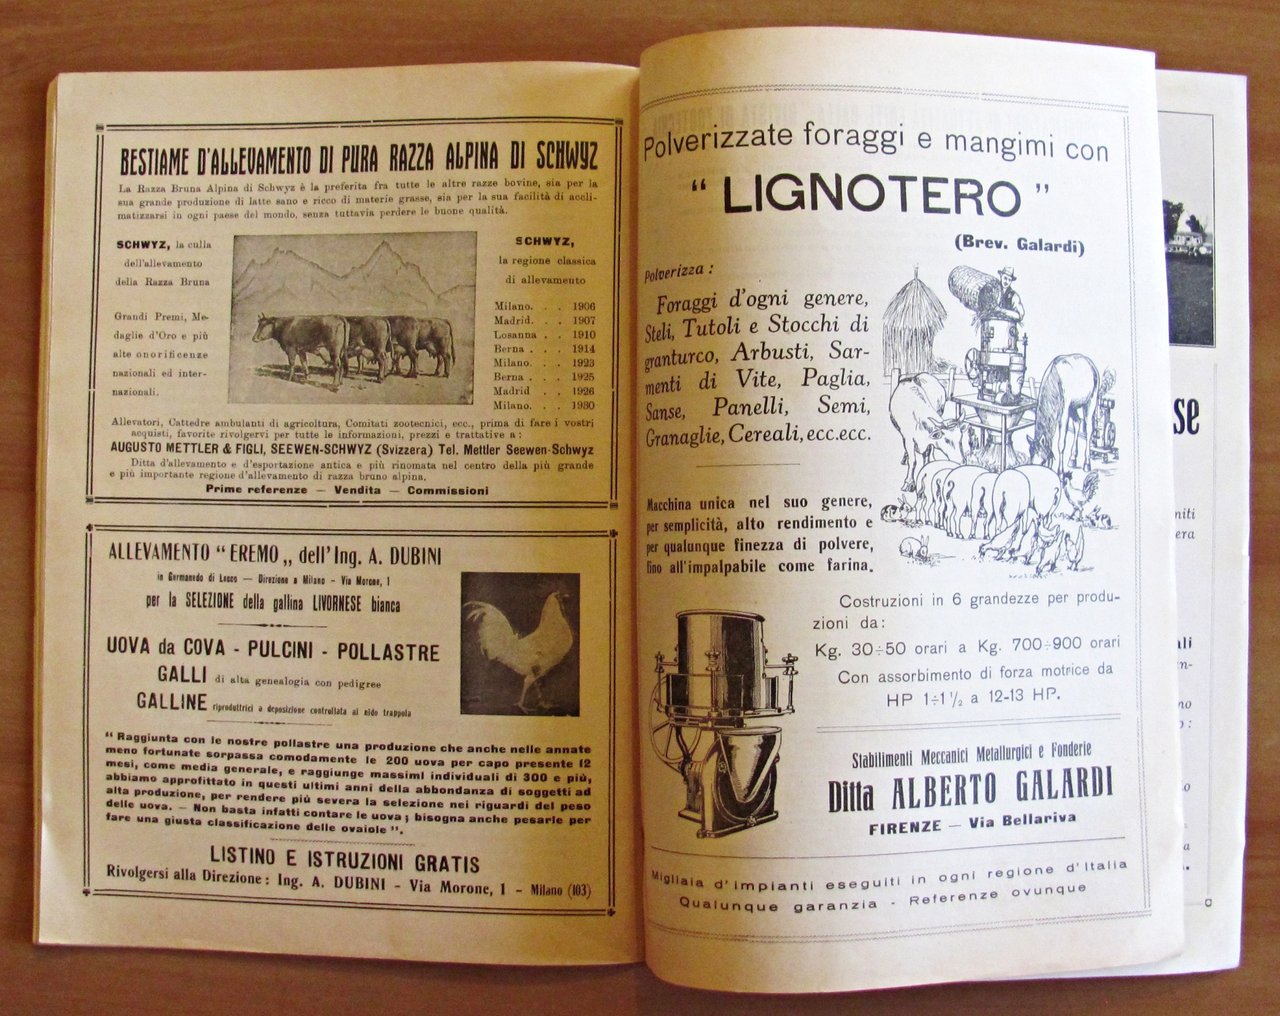 BESTIAME D'ALLEVAMENTO DI PURA RAZZA ALPINA DI SCHWYZ
La Razza Bruna Alpina di Schwyz è la preferita fra tutte le altre razze bovine, sia per la
sua grande produzione di latte sano e ricco di materie grasse, sia per la sua facilità di accli-
matizzarsi in ogni paese del mondo, senza tuttavia perdere le buone qualità.
SCHWYZ, la culla
dell'allevamento
della Razza Bruna
Grandi Premi, Me-
daglie d'Oro e più
alte onorificenze
nazionali ed inter-
nazionali.
SCHWYZ,
la regione classica
di allevamento
Milano. . . 1906
Madrid. . . 1907
Losanna . . 1910
Berna . . . 1914
Milano. . . 1923
Berna . . . 1925
Madrid . . 1926
Milano. . . 1930
Allevatori, Cattedre ambulanti di agricoltura, Comitati zootecnici, ecc., prima di fare i vostri
acquisti, favorite rivolgervi per tutte le informazioni, prezzi e trattative a :
AUGUSTO METTLER & FIGLI, SEEWEN-SCHWYZ (Svizzera) Tel. Mettler Seewen-Schwyz
Ditta d'allevamento e d'esportazione antica e più rinomata nel centro della più grande
e più importante regione d'allevamento di razza bruno alpina.
Prime referenze — Vendita — Commissioni
ALLEVAMENTO " EREMO „ dell'Ing. A. DUBINI
in Germanedo di Lecco — Direzione a Milano - Via Morone, 1
per la SELEZIONE della gallina LIVORNESE bianca
UOVA da COVA - PULCINI - POLLASTRE
GALLI di alta genealogia con pedigree
GALLINE riproduttrici a deposizione controllata al nido trappola
" Raggiunta con le nostre pollastre una produzione che anche nelle annate
meno fortunate sorpassa comodamente le 200 uova per capo presente 12
mesi, come media generale, e raggiunge massimi individuali di 300 e più,
abbiamo approfittato in questi ultimi anni della abbondanza di soggetti ad
alta produzione, per rendere più severa la selezione nei riguardi del peso
delle uova. — Non basta infatti contare le uova ; bisogna anche pesarle per
fare una giusta classificazione delle ovaiole ".
LISTINO E ISTRUZIONI GRATIS
Rivolgersi alla Direzione : Ing. A. DUBINI - Via Morone, 1 - Milano (103)
Polverizzate foraggi e mangimi con
" LIGNOTERO "
(Brev. Galardi)
Polverizza :
Foraggi d'ogni genere,
Steli, Tutoli e Stocchi di
granturco, Arbusti, Sar-
menti di Vite, Paglia,
Sanse, Panelli, Semi,
Granaglie, Cereali, ecc. ecc.
Macchina unica nel suo genere,
per semplicità, alto rendimento e
per qualunque finezza di polvere,
fino all'impalpabile come farina.
Costruzioni in 6 grandezze per produ-
zioni da :
Kg. 30÷50 orari a Kg. 700÷900 orari
Con assorbimento di forza motrice da
HP 1÷1 1/2 a 12-13 HP.
Stabilimenti Meccanici Metallurgici e Fonderie
Ditta ALBERTO GALARDI
FIRENZE — Via Bellariva
Migliaia d'impianti eseguiti in ogni regione d'Italia
Qualunque garanzia - Referenze ovunque